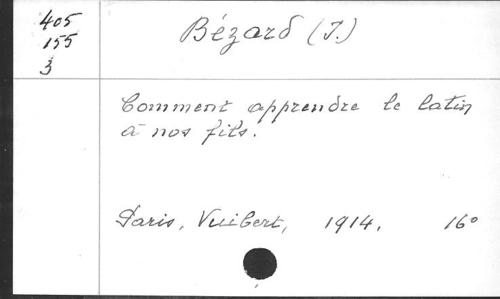 405
155
3
Bézard (J.)
Comment apprendre le latin
à nos fils.
Paris, Vuibert, 1914. 16°